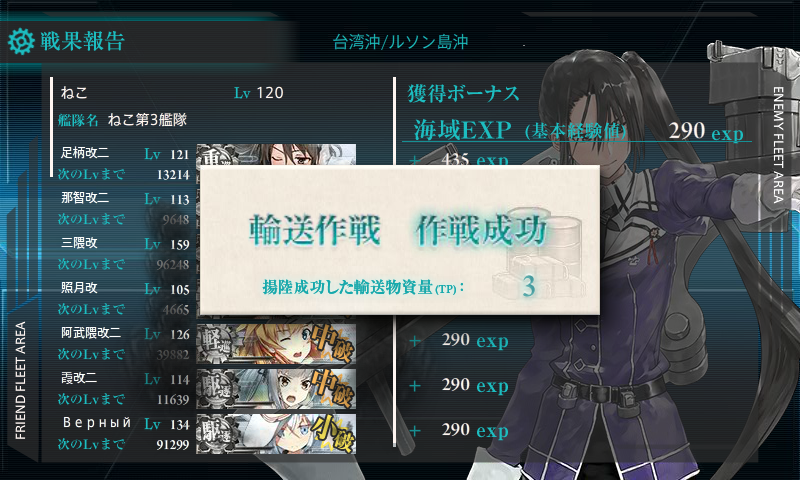 戦果報告
台湾沖/ルソン島沖
ねこ Lv 120
艦隊名 ねこ第3艦隊
足柄改二 Lv 121
次のLvまで 13214
那智改二 Lv 113
次のLvまで 9648
三隈改 Lv 159
次のLvまで 96248
照月改 Lv 105
次のLvまで 4665
阿武隈改二 Lv 126
次のLvまで 39882
霞改二 Lv 114
次のLvまで 11639
Верный Lv 134
次のLvまで 91299
重巡
軽巡
中破
駆逐
中破
駆逐
小破
獲得ボーナス
海域EXP (基本経験値) 290 exp
+ 435 exp
輸送作戦 作戦成功
揚陸成功した輸送物資量(TP): 3
+ 290 exp
+ 290 exp
+ 290 exp
FRIEND FLEET AREA
ENEMY FLEET AREA